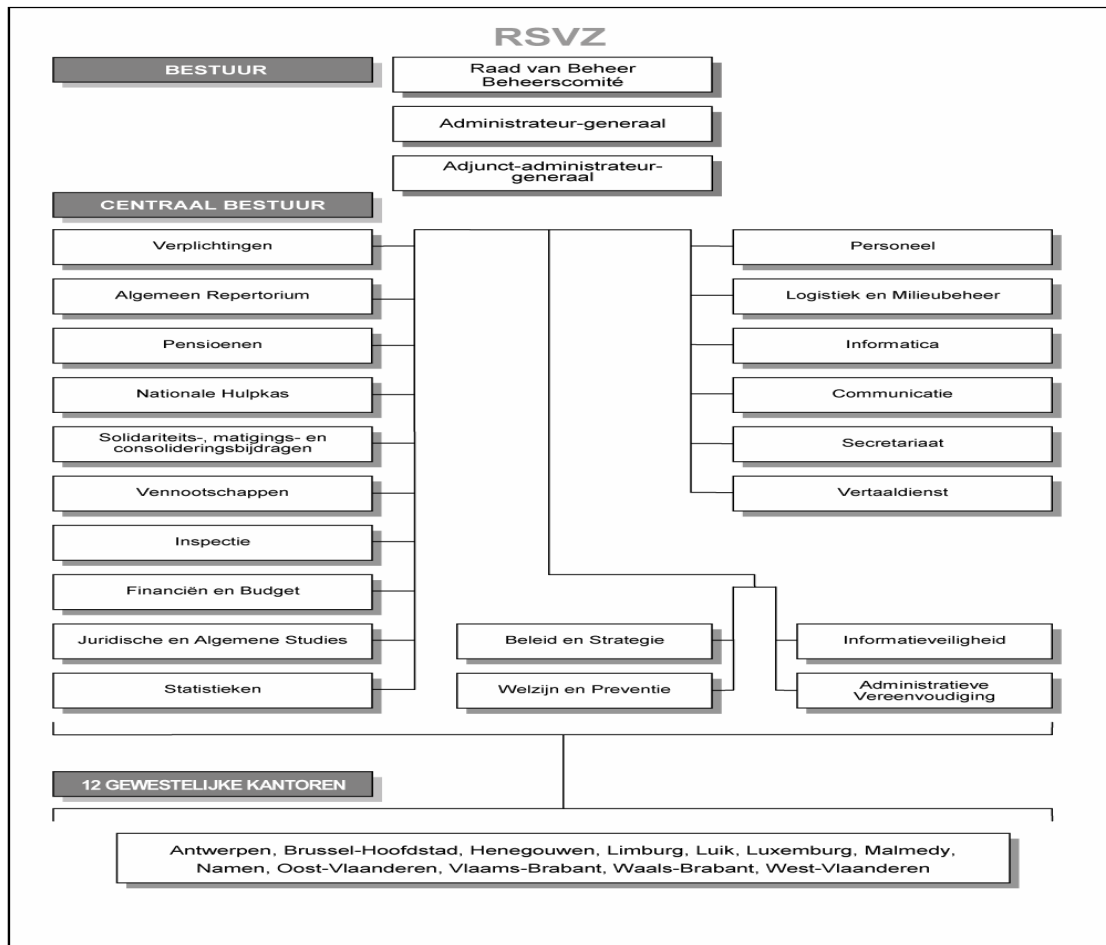 RSVZ
BESTUUR
Raad van Beheer
Beheerscomité
Administrateur-generaal
Adjunct-administrateur-
generaal
CENTRAAL BESTUUR
Verplichtingen
Algemeen Repertorium
Pensioenen
Nationale Hulpkas
Solidariteits-, matigings- en
consolideringsbijdragen
Vennootschappen
Inspectie
Financiën en Budget
Juridische en Algemene Studies
Statistieken
Personeel
Logistiek en Milieubeheer
Informatica
Communicatie
Secretariaat
Vertaaldienst
Beleid en Strategie
Welzijn en Preventie
Informatieveiligheid
Administratieve
Vereenvoudiging
12 GEWESTELIJKE KANTOREN
Antwerpen, Brussel-Hoofdstad, Henegouwen, Limburg, Luik, Luxemburg, Malmedy,
Namen, Oost-Vlaanderen, Vlaams-Brabant, Waals-Brabant, West-Vlaanderen